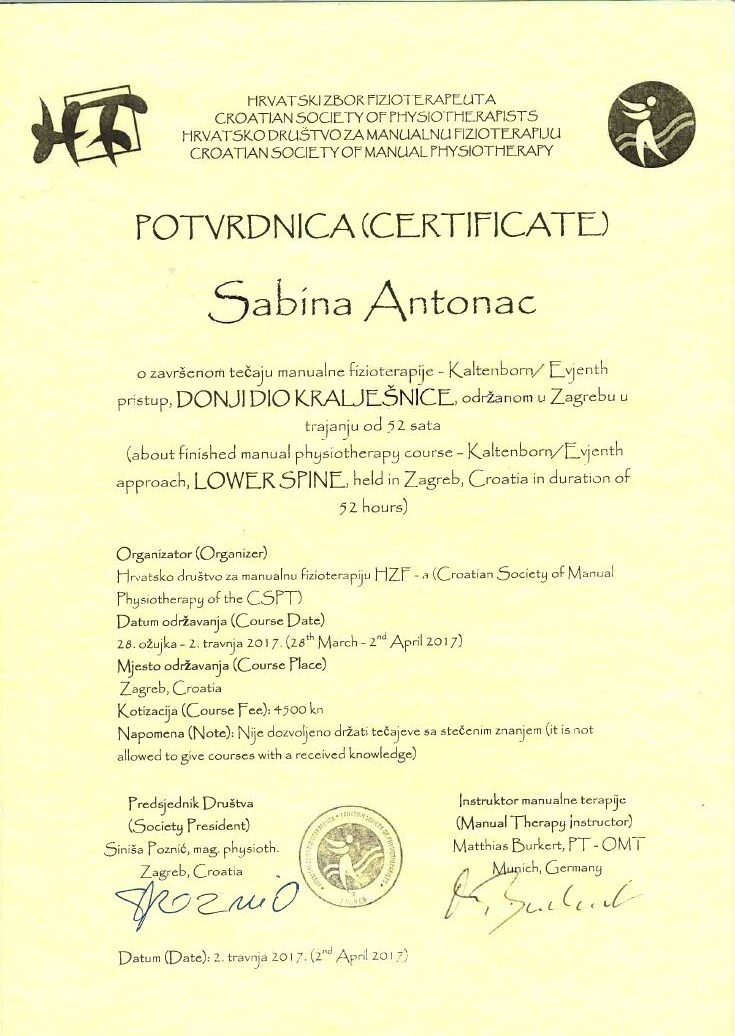 HZF
HRVATSKI ZBOR FIZIOTERAPEUTA
CROATIAN SOCIETY OF PHYSIOTHERAPISTS
HRVATSKO DRUŠTVO ZA MANUALNU FIZIOTERAPIJU
CROATIAN SOCIETY OF MANUAL PHYSIOTHERAPY
POTVRDNICA (CERTIFICATE)
Sabina Antonac
o završenom tečaju manualne fizioterapije - Kaltenborn/ Evjenth
pristup, DONJI DIO KRALJEŠNICE, održanom u Zagrebu u
trajanju od 52 sata
(about finished manual physiotherapy course - Kaltenborn/Evjenth
approach, LOWER SPINE, held in Zagreb, Croatia in duration of
52 hours)
Organizator (Organizer)
Hrvatsko društvo za manualnu fizioterapiju HZF - a (Croatian Society of Manual
Physiotherapy of the CSPT)
Datum održavanja (Course Date)
28. ožujka - 2. travnja 2017. (28th March - 2nd April 2017)
Mjesto održavanja (Course Place)
Zagreb, Croatia
Kotizacija (Course Fee): 4500 kn
Napomena (Note): Nije dozvoljeno držati tečajeve sa stečenim znanjem (it is not
allowed to give courses with a received knowledge)
Predsjednik Društva
(Society President)
Siniša Poznić, mag. physioth.
Zagreb, Croatia
Instruktor manualne terapije
(Manual Therapy Instructor)
Matthias Burkert, PT - OMT
Munich, Germany
Datum (Date): 2. travnja 2017. (2nd April 2017)